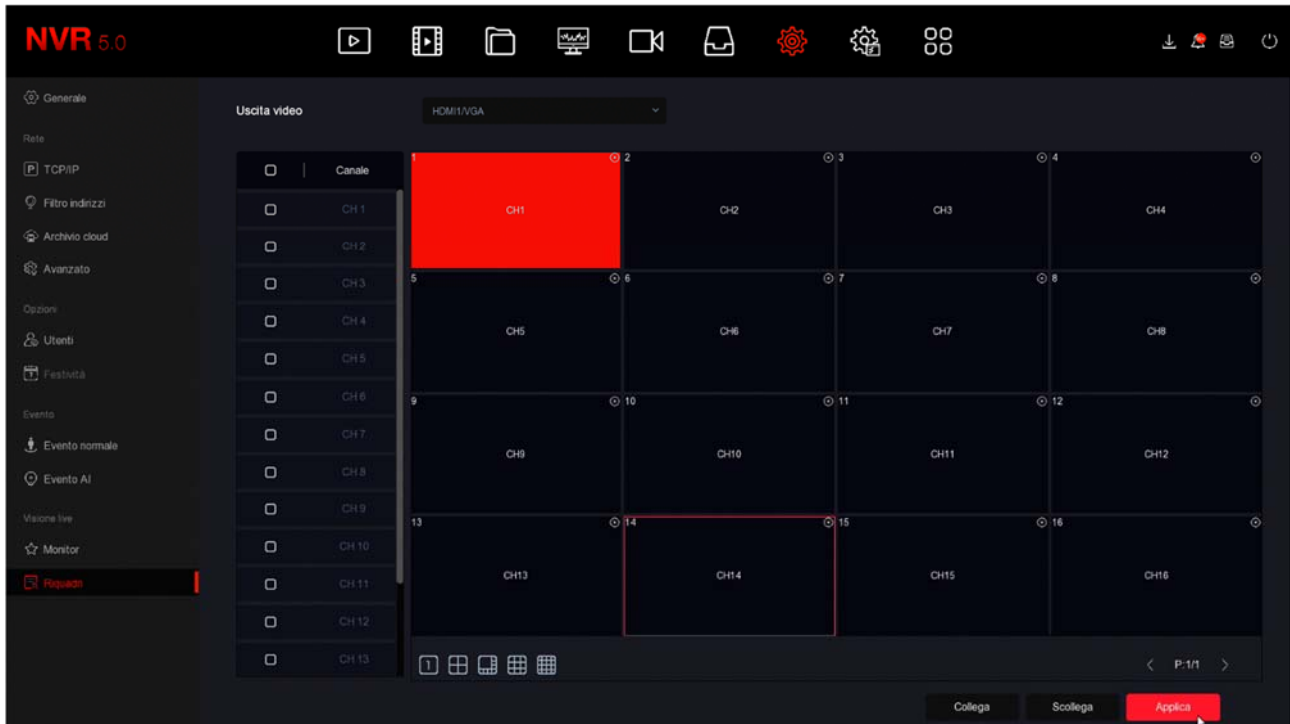 NVR 5.0
Generale
Rete
TCP/IP
Filtro indirizzi
Archivio cloud
Avanzato
Opzioni
Utenti
Festività
Evento
Evento normale
Evento AI
Visione live
Monitor
Riquadri
Uscita video
HDMI1/VGA
Canale
CH 1
CH 2
CH 3
CH 4
CH 5
CH 6
CH 7
CH 8
CH 9
CH 10
CH 11
CH 12
CH 13
1 2 3 4
CH1 CH2 CH3 CH4
5 6 7 8
CH5 CH6 CH7 CH8
9 10 11 12
CH9 CH10 CH11 CH12
13 14 15 16
CH13 CH14 CH15 CH16
1
P:1/1
Collega Scollega Applica